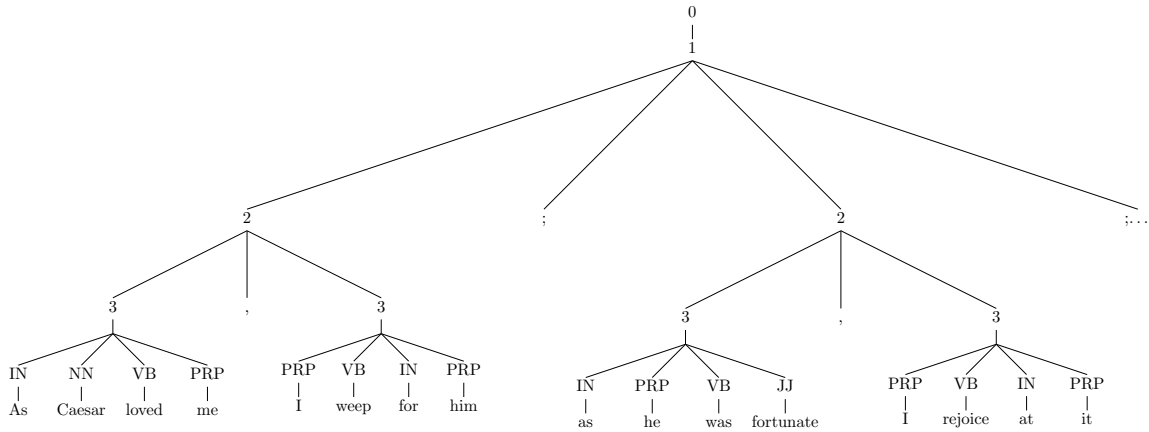 0
1
2 ; 2 ;...
3 , 3 3 , 3
IN NN VB PRP PRP VB IN PRP IN PRP VB JJ PRP VB IN PRP
As Caesar loved me I weep for him as he was fortunate I rejoice at it